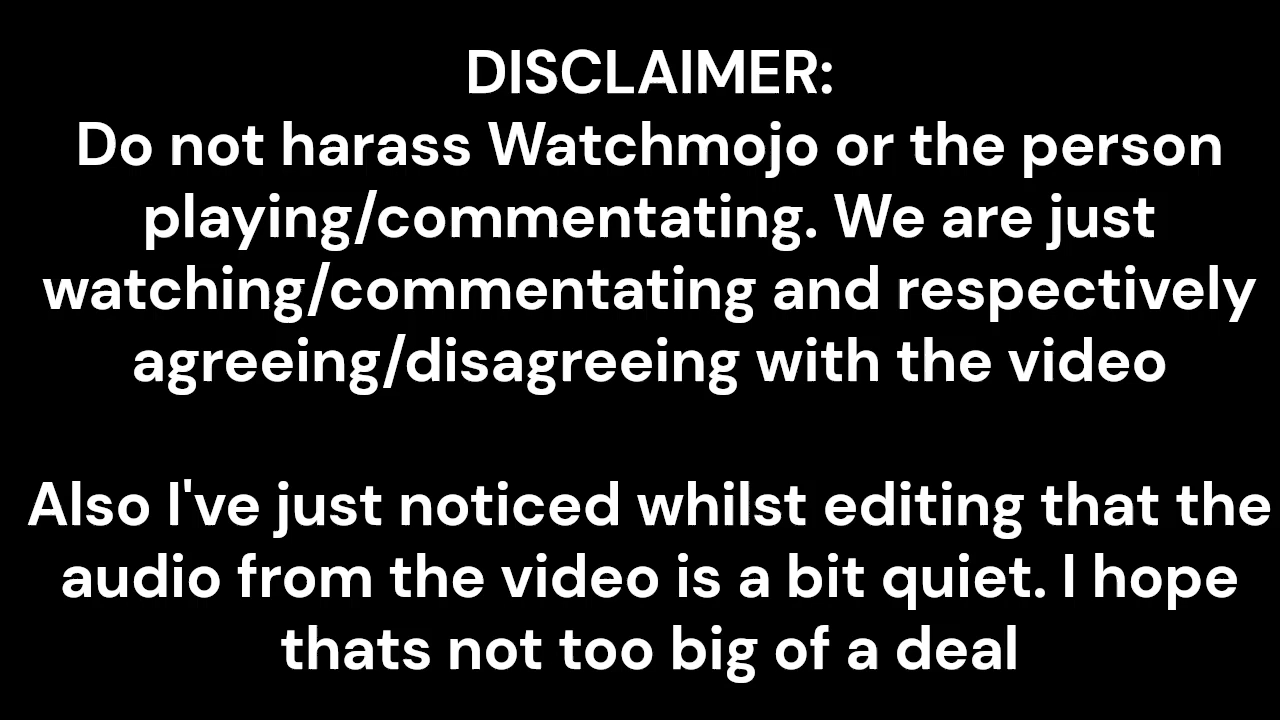 DISCLAIMER:
Do not harass Watchmojo or the person
playing/commentating. We are just
watching/commentating and respectively
agreeing/disagreeing with the video
Also I've just noticed whilst editing that the
audio from the video is a bit quiet. I hope
thats not too big of a deal